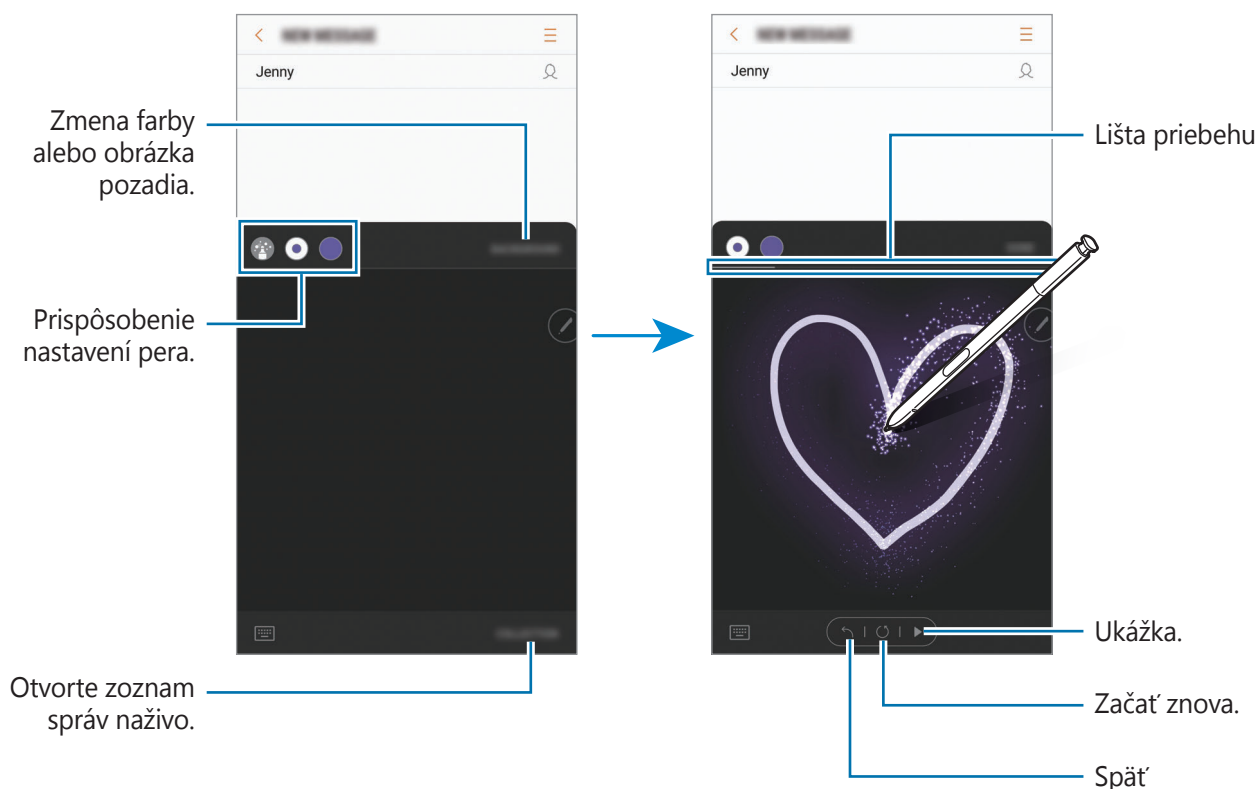 Jenny
Zmena farby
alebo obrázka
pozadia.
Prispôsobenie
nastavení pera.
Otvorte zoznam
správ naživo.
Jenny
Lišta priebehu
Ukážka.
Začať znova.
Späť